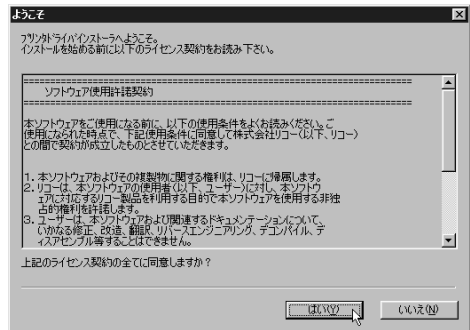 ようこそ
プリンタドライバインストーラへようこそ。
インストールを始める前に以下のライセンス契約をお読み下さい。
==============================================================
ソフトウェア使用許諾契約
==============================================================
本ソフトウェアをご使用になる前に、以下の使用条件をよくお読みください。ご
使用になられた時点で、下記使用条件に同意して株式会社リコー(以下、リコー)
との間で契約が成立したものとさせていただきます。
1. 本ソフトウェアおよびその複製物に関する権利は、リコーに帰属します。
2. リコーは、本ソフトウェアの使用者(以下、ユーザー)に対し、本ソフトウ
ェアに対応するリコー製品を利用する目的で本ソフトウェアを使用する非独
占的権利を許諾します。
3. ユーザーは、本ソフトウェアおよび関連するドキュメンテーションについて、
いかなる修正、改造、翻訳、リバースエンジニアリング、デコンパイル、デ
ィスアセンブル等することはできません。
上記のライセンス契約の全てに同意しますか?
はい(Y)
いいえ(N)